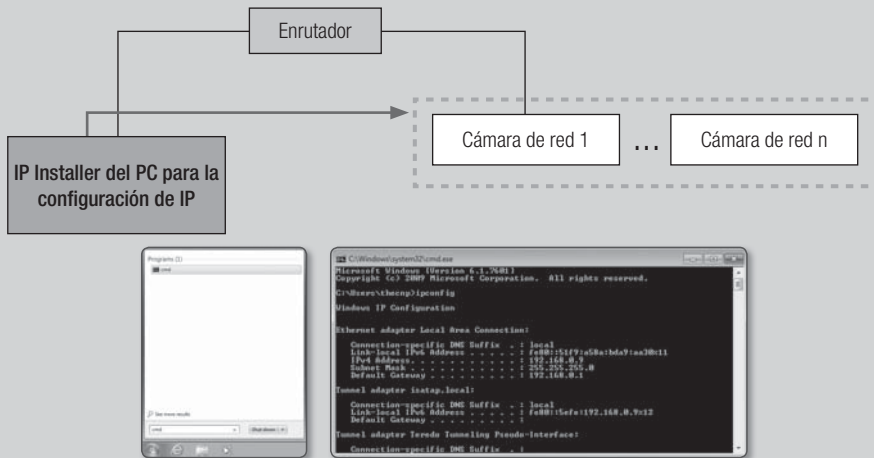 Enrutador
Cámara de red 1
...
Cámara de red n
IP Installer del PC para la
configuración de IP
Programs (1)
cmd
See more results
cmd
Shut down
C:\Windows\system32\cmd.exe
Microsoft Windows [Version 6.1.7601]
Copyright (c) 2009 Microsoft Corporation. All rights reserved.
C:\Users\thecnp>ipconfig
Windows IP Configuration
Ethernet adapter Local Area Connection:
Connection-specific DNS Suffix . : local
Link-local IPv6 Address . . . . . : fe80::51f9:a58a:bda9:aa30%11
IPv4 Address. . . . . . . . . . . : 192.168.0.9
Subnet Mask . . . . . . . . . . . : 255.255.255.0
Default Gateway . . . . . . . . . : 192.168.0.1
Tunnel adapter isatap.local:
Connection-specific DNS Suffix . : local
Link-local IPv6 Address . . . . . : fe80::5efe:192.168.0.9%12
Default Gateway . . . . . . . . . :
Tunnel adapter Teredo Tunneling Pseudo-Interface:
Connection-specific DNS Suffix . :